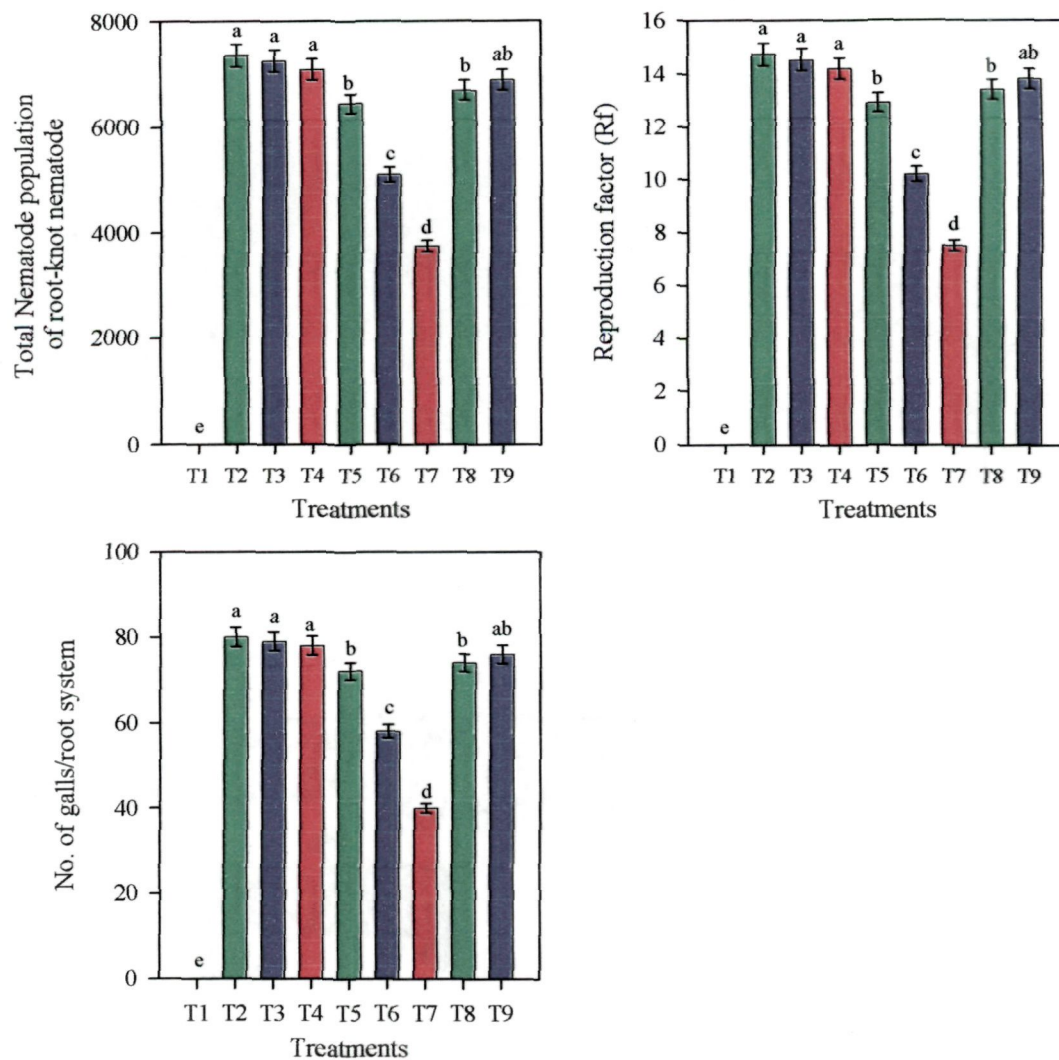 Total Nematode population
of root-knot nematode
8000
6000
4000
2000
0
a
a
a
b
c
d
b
ab
e
T1 T2 T3 T4 T5 T6 T7 T8 T9
Treatments
Reproduction factor (Rf)
16
14
12
10
8
6
4
2
0
a
a
a
b
c
d
b
ab
e
T1 T2 T3 T4 T5 T6 T7 T8 T9
Treatments
No. of galls/root system
100
80
60
40
20
0
a
a
a
b
c
d
b
ab
e
T1 T2 T3 T4 T5 T6 T7 T8 T9
Treatments